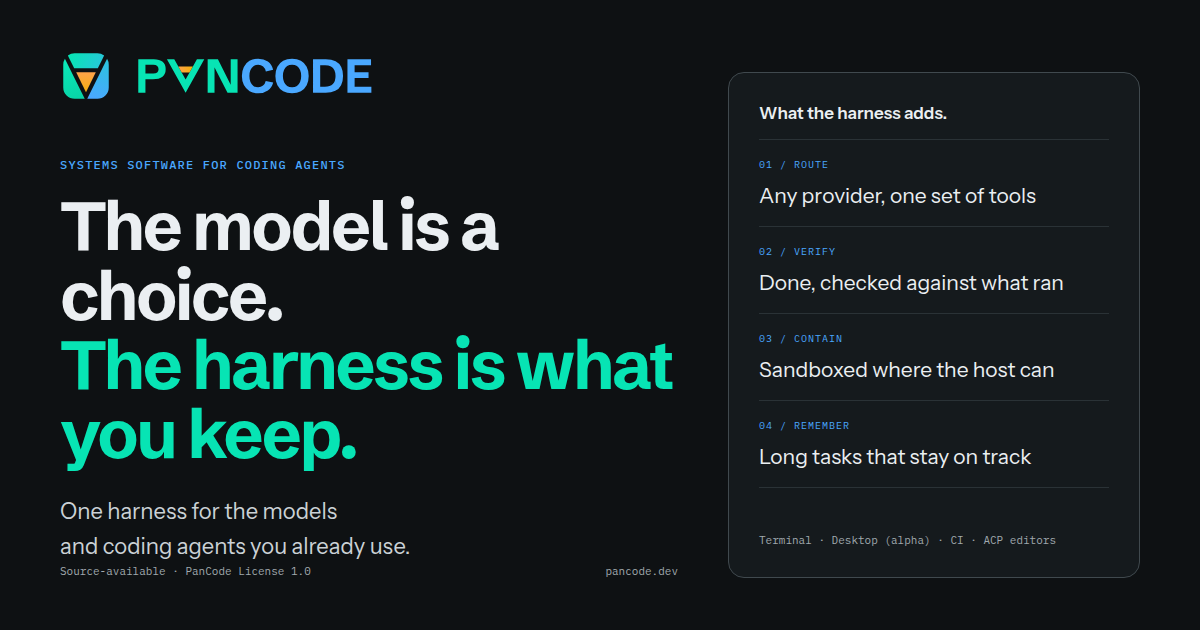 PANCODE
SYSTEMS SOFTWARE FOR CODING AGENTS
The model is a
choice.
The harness is what
you keep.
One harness for the models
and coding agents you already use.
Source-available · PanCode License 1.0
pancode.dev
What the harness adds.
01 / ROUTE
Any provider, one set of tools
02 / VERIFY
Done, checked against what ran
03 / CONTAIN
Sandboxed where the host can
04 / REMEMBER
Long tasks that stay on track
Terminal · Desktop (alpha) · CI · ACP editors